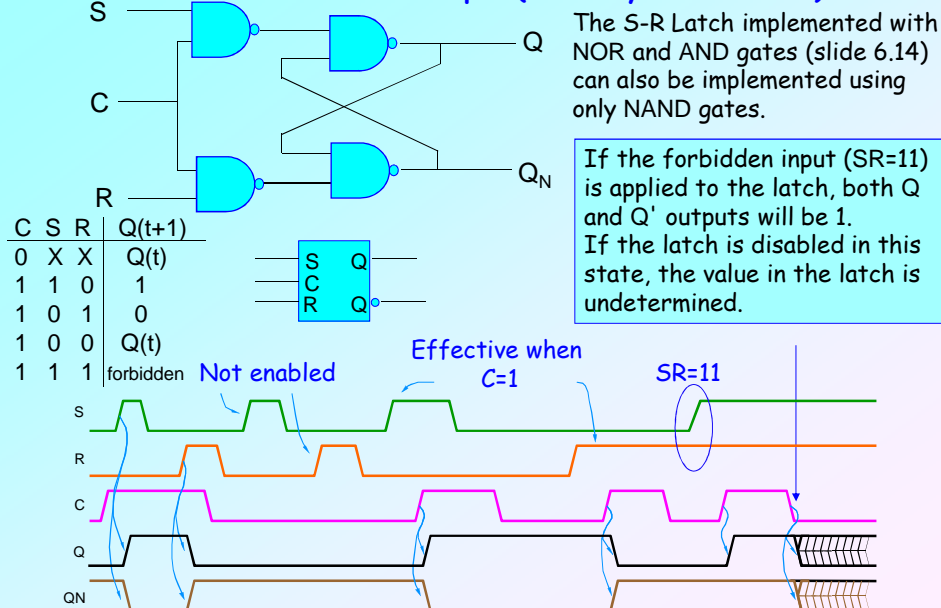 S
Q
C
R
Q_N
The S-R Latch implemented with
NOR and AND gates (slide 6.14)
can also be implemented using
only NAND gates.
If the forbidden input (SR=11)
is applied to the latch, both Q
and Q' outputs will be 1.
If the latch is disabled in this
state, the value in the latch is
undetermined.
C S R Q(t+1)
0 X X Q(t)
1 1 0 1
1 0 1 0
1 0 0 Q(t)
1 1 1 forbidden
S Q
C
R Q
Not enabled
Effective when
C=1
SR=11
S
R
C
Q
QN